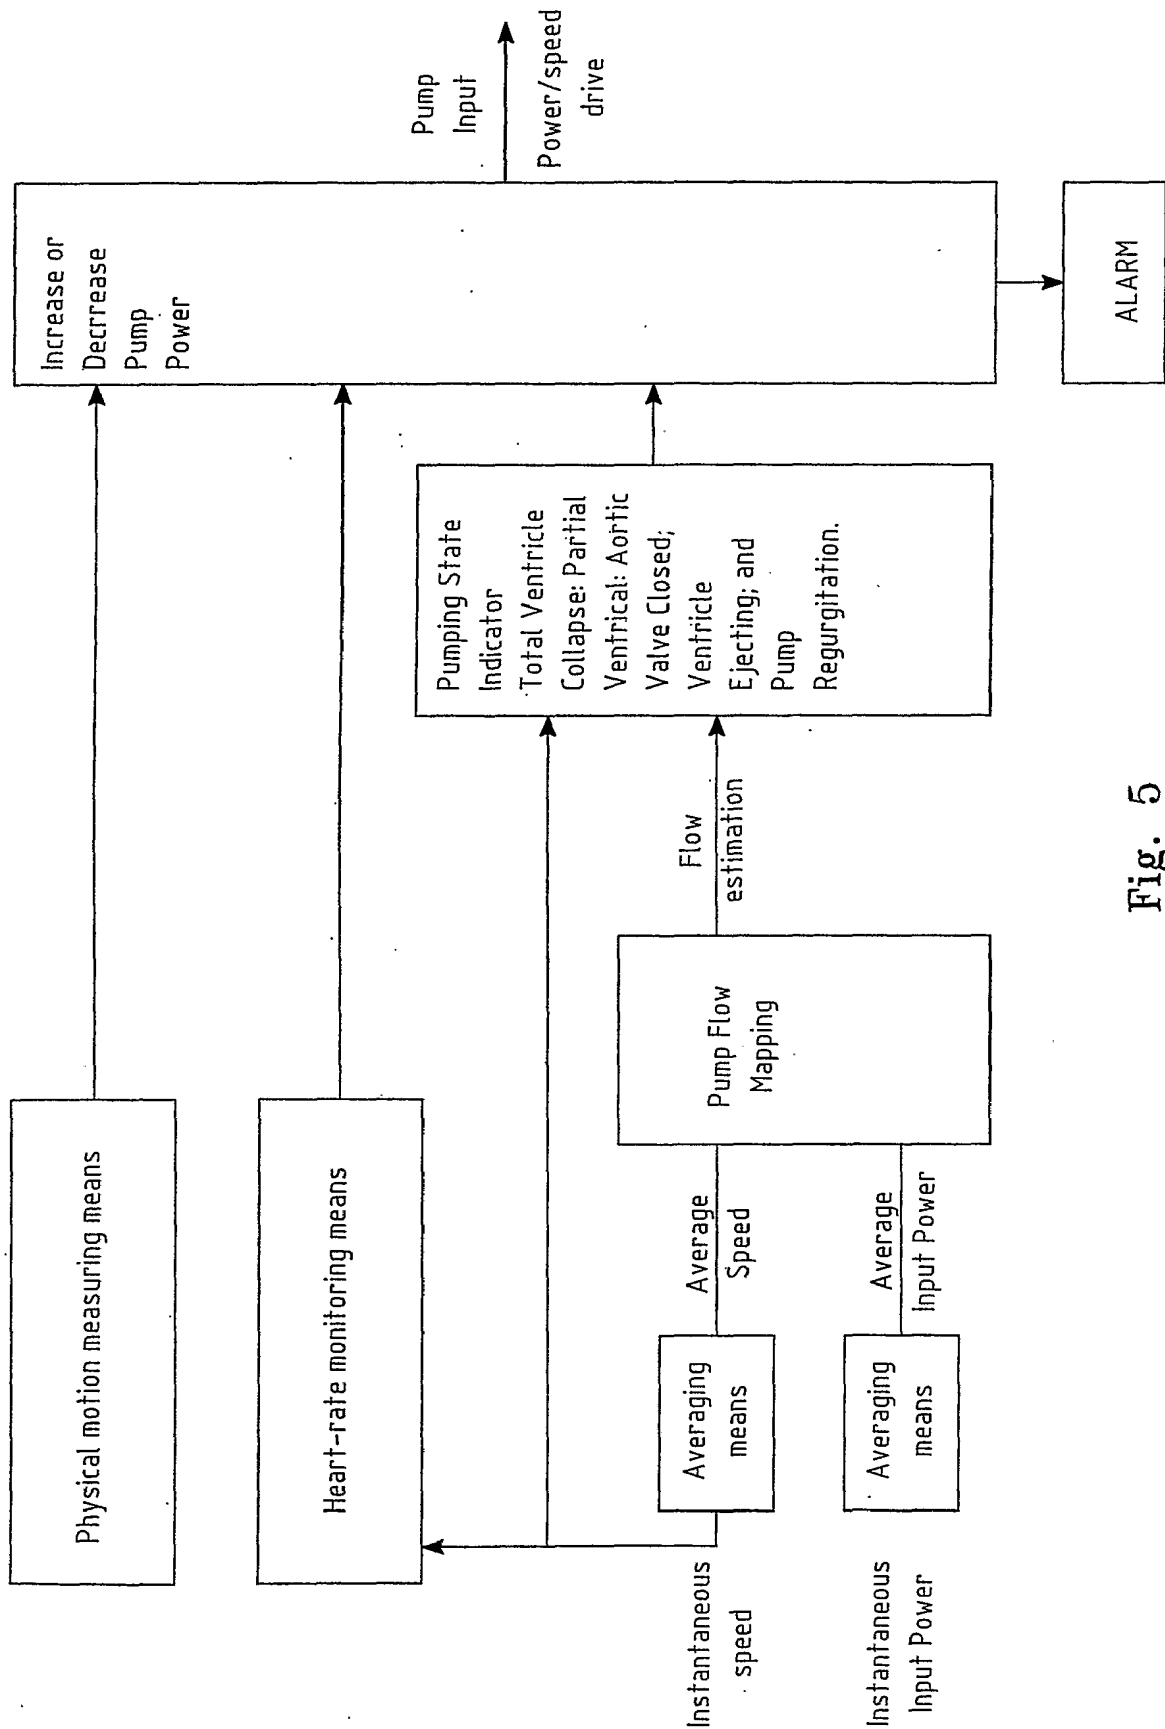 Physical motion measuring means
Heart-rate monitoring means
Instantaneous
speed
Instantaneous
Input Power
Averaging
means
Averaging
means
Average
Speed
Average
Input Power
Pump Flow
Mapping
Flow
estimation
Pumping State
Indicator
Total Ventricle
Collapse: Partial
Ventrical: Aortic
Valve Closed;
Ventricle
Ejecting; and
Pump
Regurgitation.
Increase or
Decrrease
Pump
Power
Pump
Input
Power/speed
drive
ALARM
Fig. 5